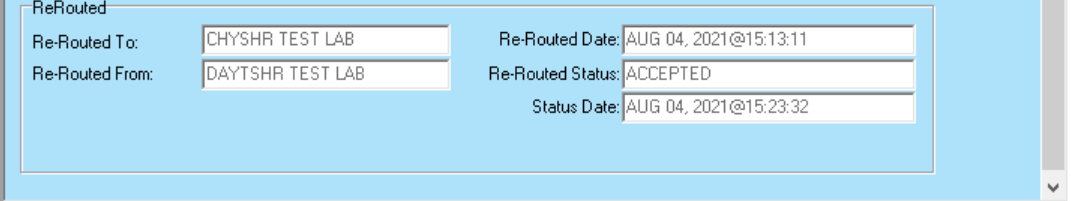 ReRouted
Re-Routed To: CHYSHR TEST LAB Re-Routed Date: AUG 04, 2021@15:13:11
Re-Routed From: DAYTSHR TEST LAB Re-Routed Status: ACCEPTED
Status Date: AUG 04, 2021@15:23:32